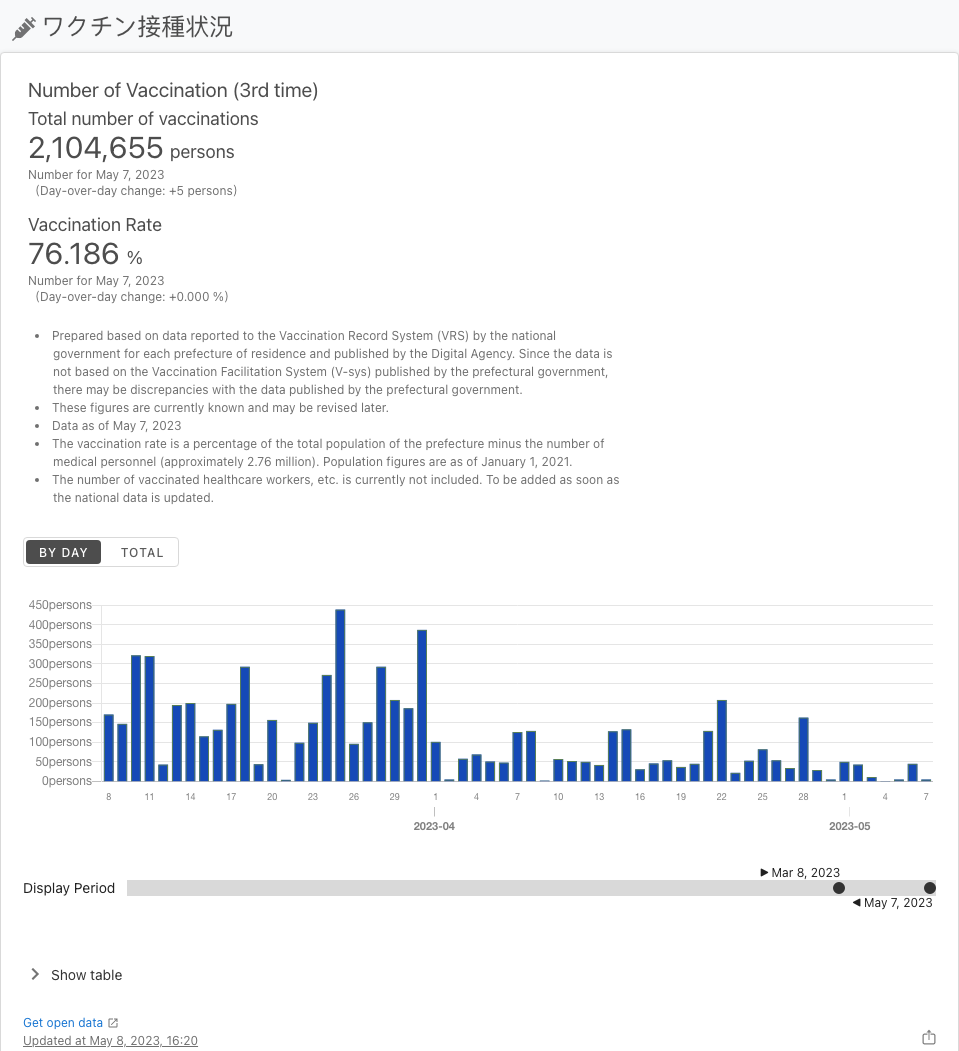 ワクチン接種状況
Number of Vaccination (3rd time)
Total number of vaccinations
2,104,655 persons
Number for May 7, 2023
(Day-over-day change: +5 persons)
Vaccination Rate
76.186 %
Number for May 7, 2023
(Day-over-day change: +0.000 %)
• Prepared based on data reported to the Vaccination Record System (VRS) by the national
government for each prefecture of residence and published by the Digital Agency. Since the data is
not based on the Vaccination Facilitation System (V-sys) published by the prefectural government,
there may be discrepancies with the data published by the prefectural government.
• These figures are currently known and may be revised later.
• Data as of May 7, 2023
• The vaccination rate is a percentage of the total population of the prefecture minus the number of
medical personnel (approximately 2.76 million). Population figures are as of January 1, 2021.
• The number of vaccinated healthcare workers, etc. is currently not included. To be added as soon as
the national data is updated.
BY DAY TOTAL
450persons
400persons
350persons
300persons
250persons
200persons
150persons
100persons
50persons
0persons
8 11 14 17 20 23 26 29 1 4 7 10 13 16 19 22 25 28 1 4 7
2023-04 2023-05
Mar 8, 2023
Display Period
May 7, 2023
Show table
Get open data
Updated at May 8, 2023, 16:20